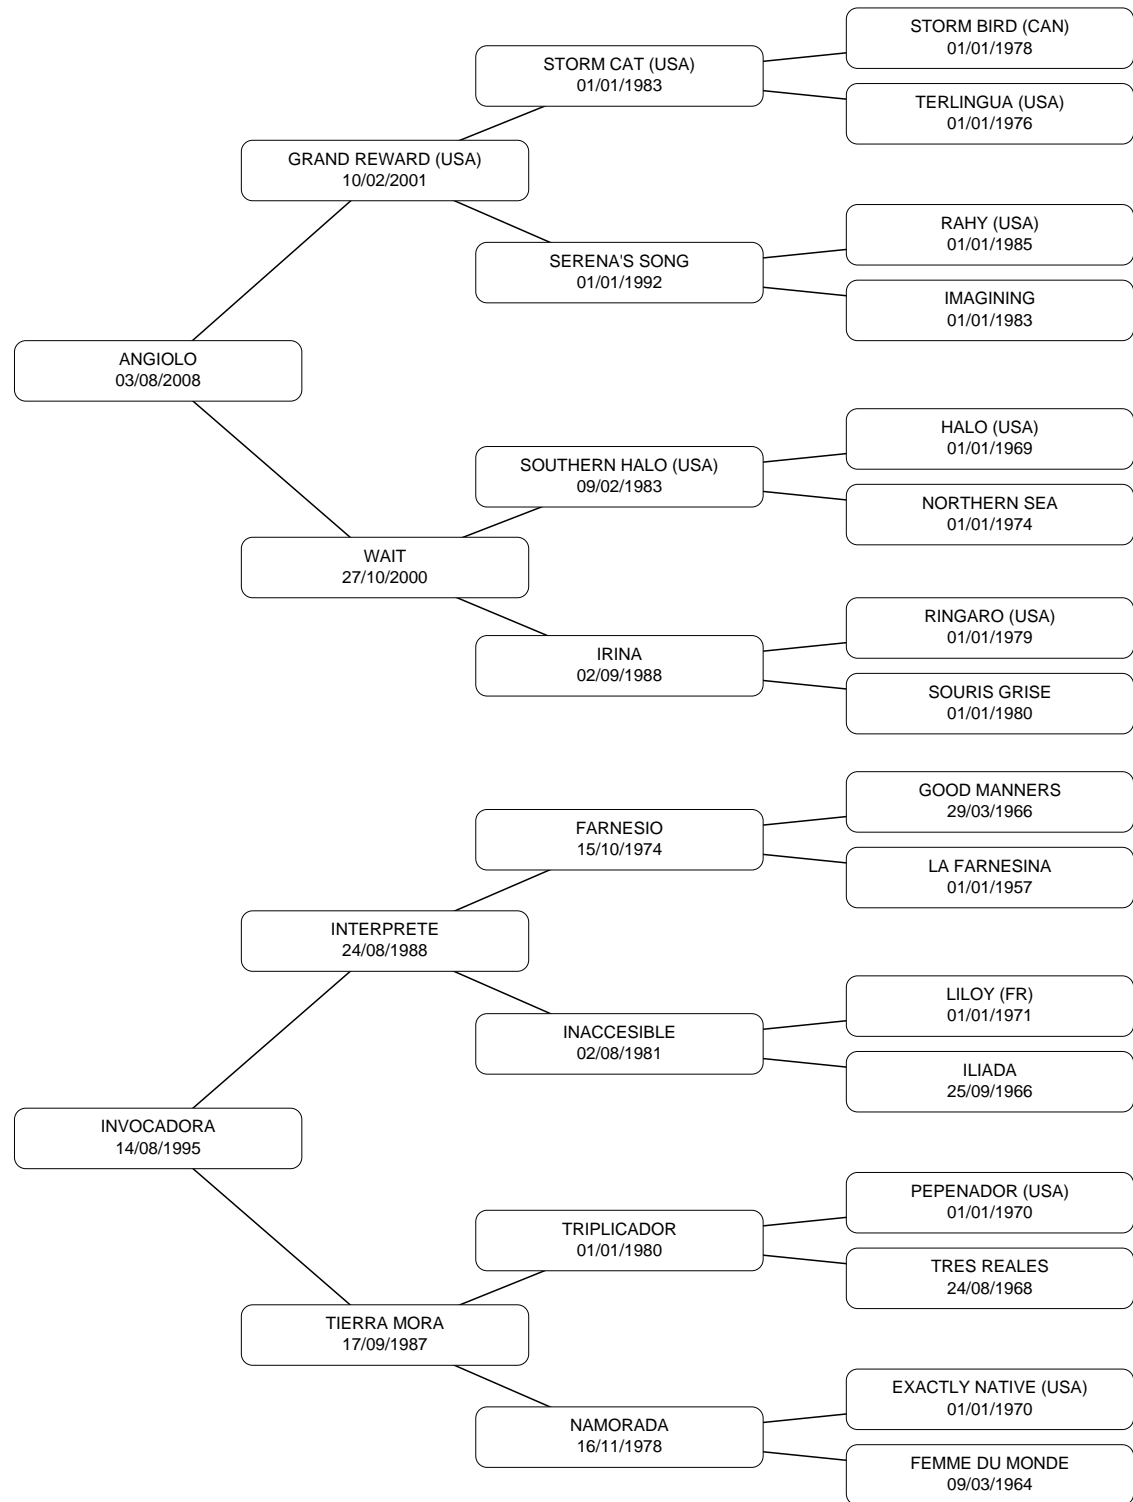 STORM BIRD (CAN)
01/01/1978
STORM CAT (USA)
01/01/1983
TERLINGUA (USA)
01/01/1976
GRAND REWARD (USA)
10/02/2001
RAHY (USA)
01/01/1985
SERENA'S SONG
01/01/1992
IMAGINING
01/01/1983
ANGIOLO
03/08/2008
HALO (USA)
01/01/1969
SOUTHERN HALO (USA)
09/02/1983
NORTHERN SEA
01/01/1974
WAIT
27/10/2000
RINGARO (USA)
01/01/1979
IRINA
02/09/1988
SOURIS GRISE
01/01/1980
GOOD MANNERS
29/03/1966
FARNESIO
15/10/1974
LA FARNESINA
01/01/1957
INTERPRETE
24/08/1988
LILOY (FR)
01/01/1971
INACCESIBLE
02/08/1981
ILIADA
25/09/1966
INVOCADORA
14/08/1995
PEPENADOR (USA)
01/01/1970
TRIPLICADOR
01/01/1980
TRES REALES
24/08/1968
TIERRA MORA
17/09/1987
EXACTLY NATIVE (USA)
01/01/1970
NAMORADA
16/11/1978
FEMME DU MONDE
09/03/1964